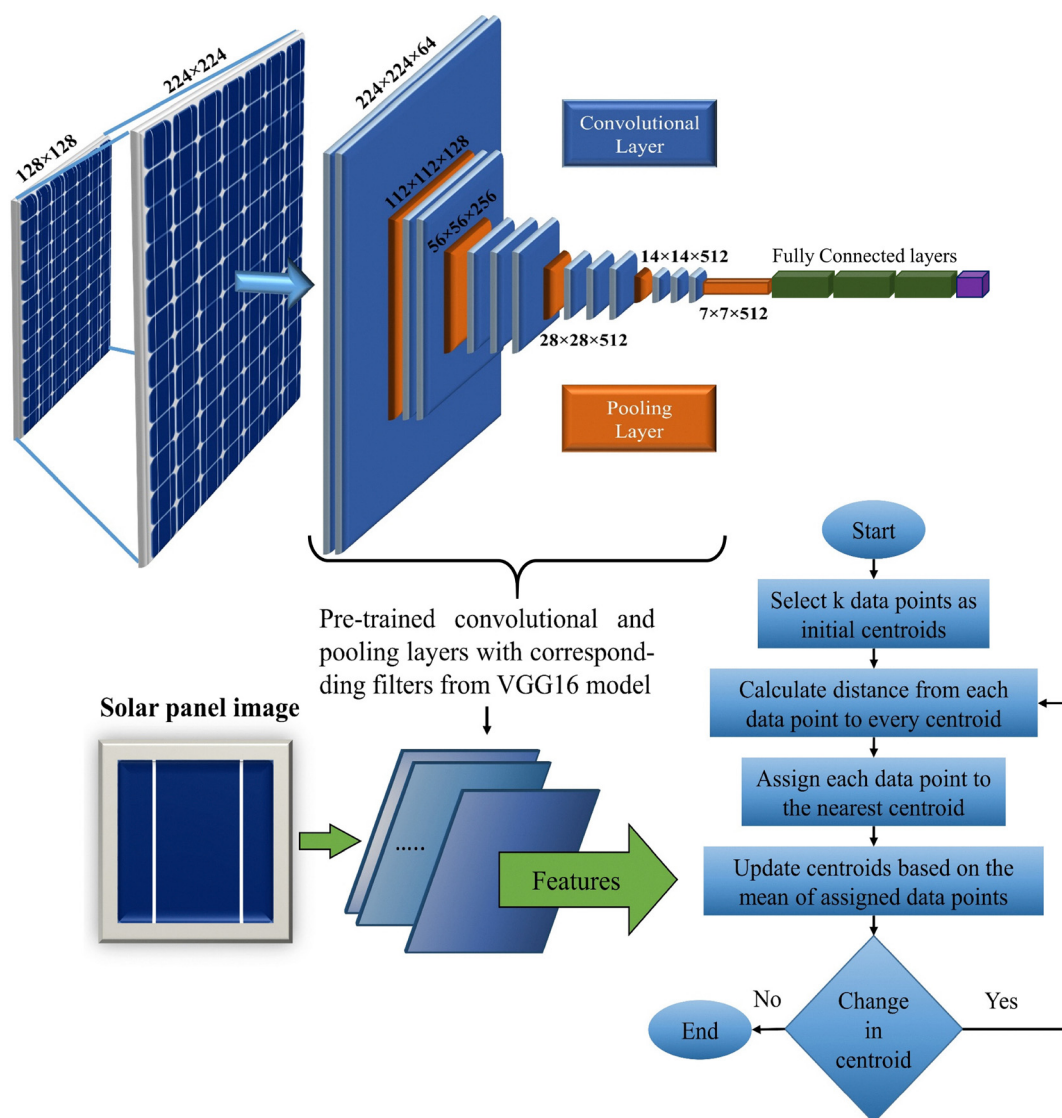 128×128
224×224
224×224×64
112×112×128
56×56×256
28×28×512
14×14×512
7×7×512
Convolutional
Layer
Fully Connected layers
Pooling
Layer
Pre-trained convolutional and
pooling layers with correspond-
ding filters from VGG16 model
Solar panel image
.....
Features
Start
Select k data points as
initial centroids
Calculate distance from each
data point to every centroid
Assign each data point to
the nearest centroid
Update centroids based on the
mean of assigned data points
Change
in
centroid
No
Yes
End